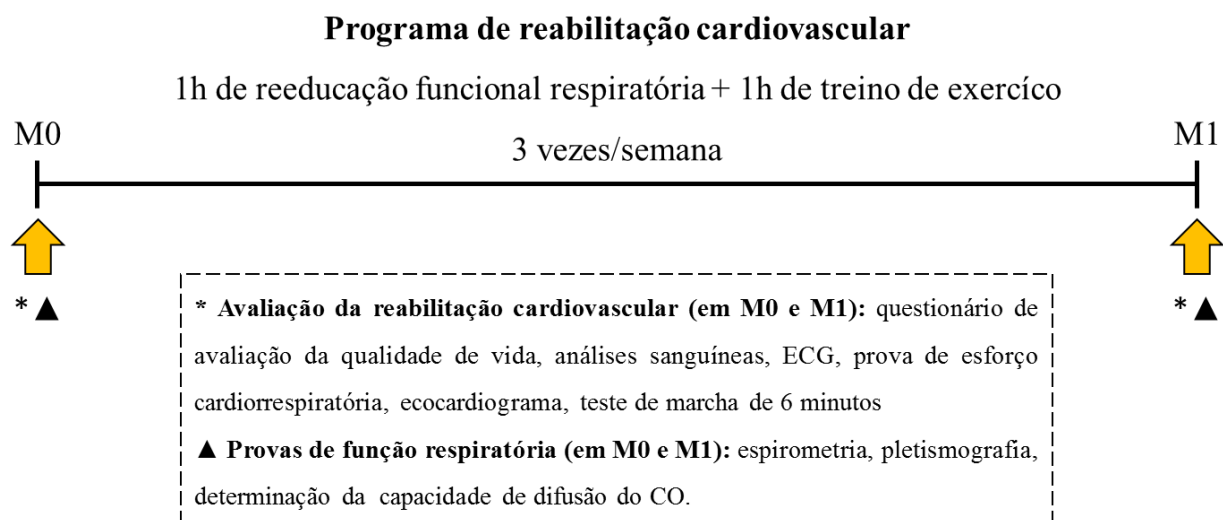 Programa de reabilitação cardiovascular
1h de reeducação funcional respiratória + 1h de treino de exercíco
M0
3 vezes/semana
M1
* ▲
* ▲
* Avaliação da reabilitação cardiovascular (em M0 e M1): questionário de
avaliação da qualidade de vida, análises sanguíneas, ECG, prova de esforço
cardiorrespiratória, ecocardiograma, teste de marcha de 6 minutos
▲ Provas de função respiratória (em M0 e M1): espirometria, pletismografia,
determinação da capacidade de difusão do CO.